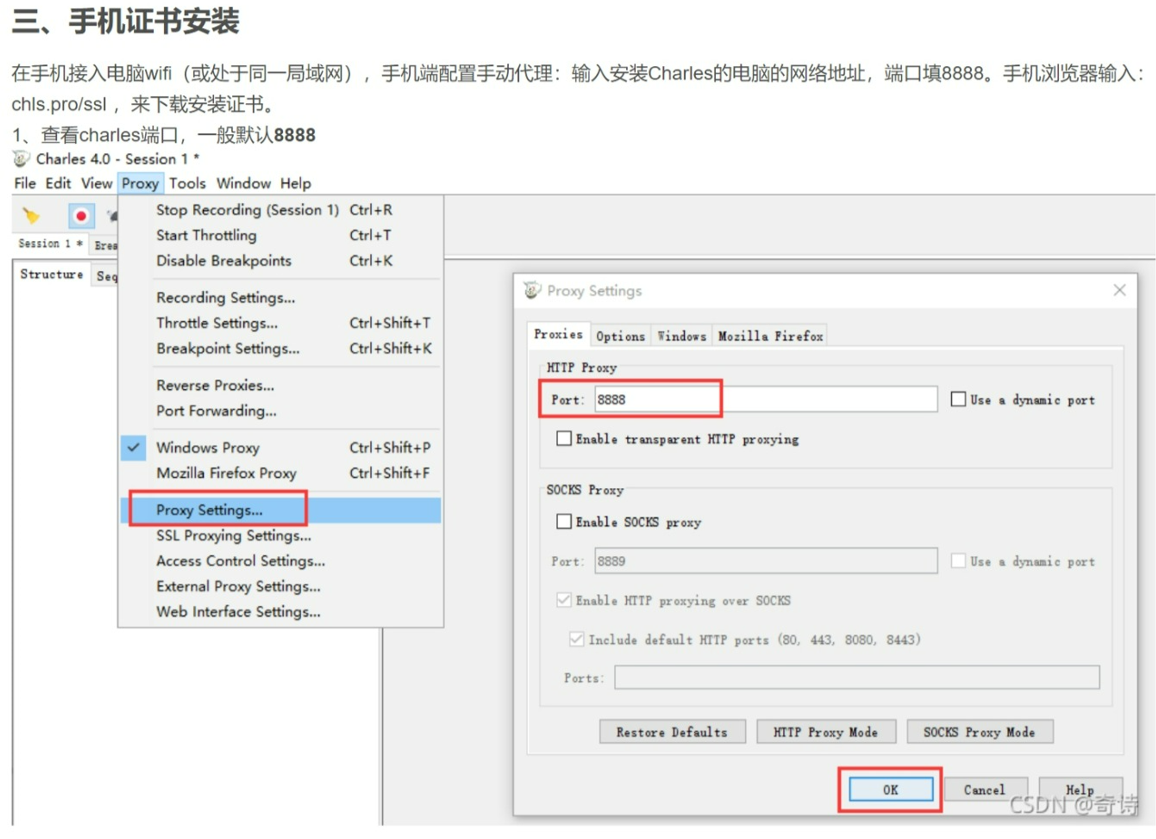 三、手机证书安装
在手机接入电脑wifi（或处于同一局域网），手机端配置手动代理：输入安装Charles的电脑的网络地址，端口填8888。手机浏览器输入：
chls.pro/ssl ，来下载安装证书。
1、查看charles端口，一般默认8888
Charles 4.0 - Session 1 *
File Edit View Proxy Tools Window Help
Stop Recording (Session 1) Ctrl+R
Start Throttling Ctrl+T
Disable Breakpoints Ctrl+K
Recording Settings...
Throttle Settings... Ctrl+Shift+T
Breakpoint Settings... Ctrl+Shift+K
Reverse Proxies...
Port Forwarding...
Windows Proxy Ctrl+Shift+P
Mozilla Firefox Proxy Ctrl+Shift+F
Proxy Settings...
SSL Proxying Settings...
Access Control Settings...
External Proxy Settings...
Web Interface Settings...
Session 1 * Brea
Structure Seq
Proxy Settings
Proxies Options Windows Mozilla Firefox
HTTP Proxy
Port: 8888 Use a dynamic port
Enable transparent HTTP proxying
SOCKS Proxy
Enable SOCKS proxy
Port: 8889 Use a dynamic port
Enable HTTP proxying over SOCKS
Include default HTTP ports (80, 443, 8080, 8443)
Ports:
Restore Defaults HTTP Proxy Mode SOCKS Proxy Mode
OK Cancel Help
CSDN @奇诗